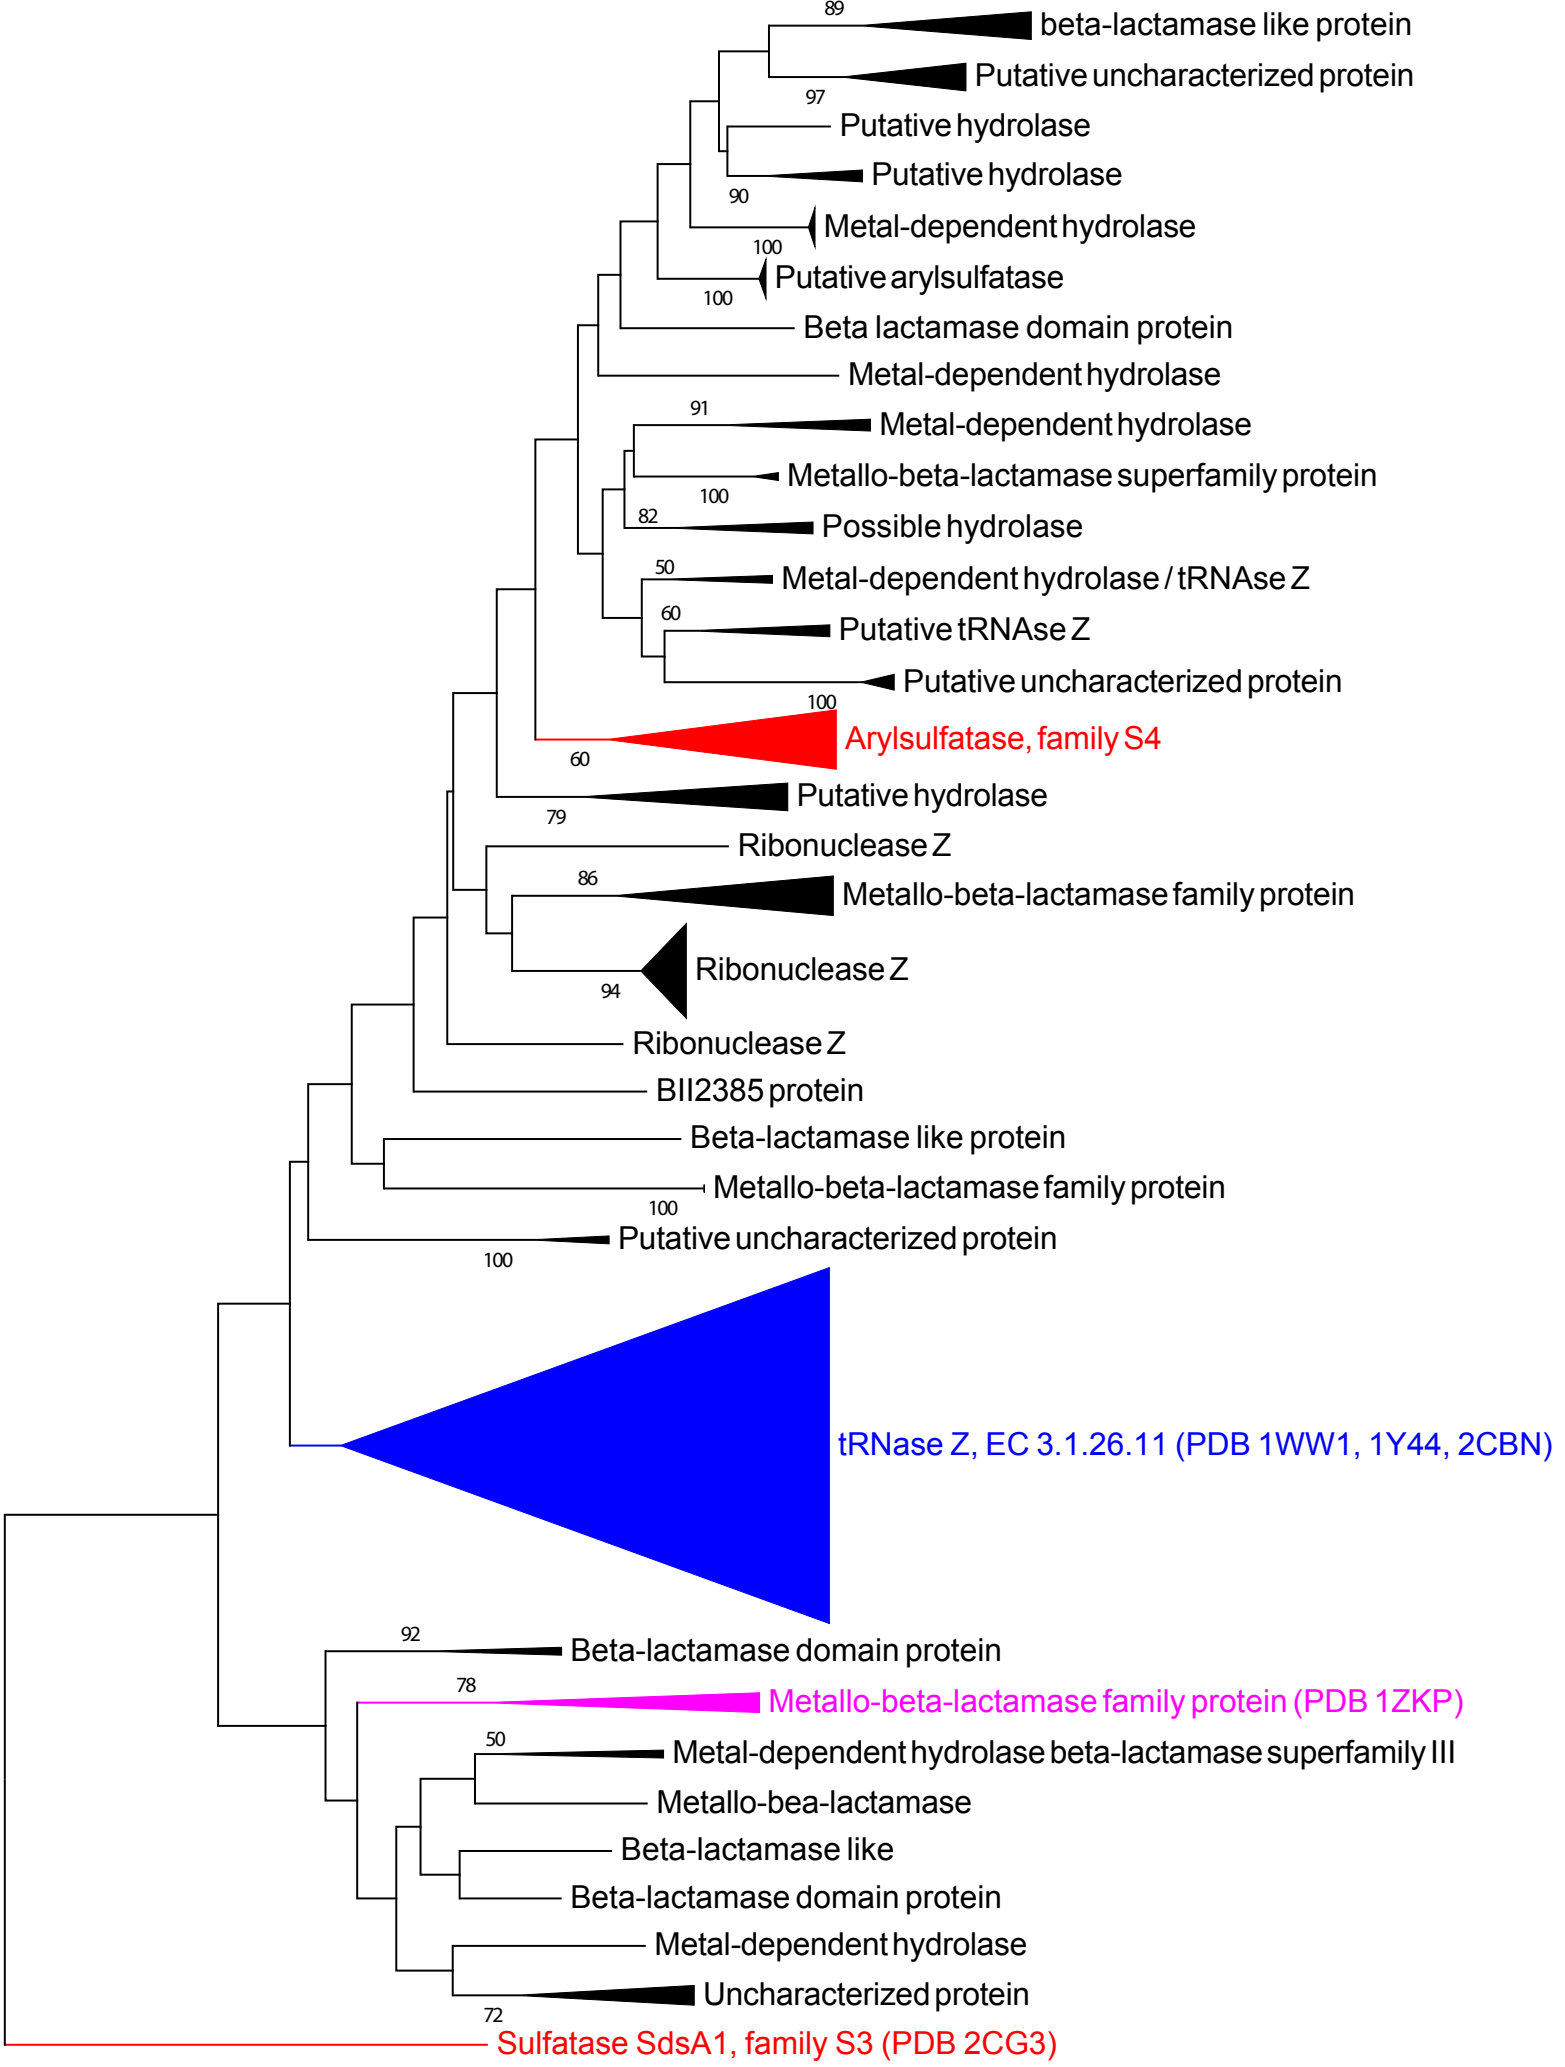 89
beta-lactamase like protein
Putative uncharacterized protein
97
Putative hydrolase
Putative hydrolase
90
Metal-dependent hydrolase
100
Putative arylsulfatase
100
Beta lactamase domain protein
Metal-dependent hydrolase
91
Metal-dependent hydrolase
Metallo-beta-lactamase superfamily protein
100
82
Possible hydrolase
50
Metal-dependent hydrolase / tRNAse Z
60
Putative tRNAse Z
Putative uncharacterized protein
100
Arylsulfatase, family S4
60
Putative hydrolase
79
Ribonuclease Z
86
Metallo-beta-lactamase family protein
Ribonuclease Z
94
Ribonuclease Z
BII2385 protein
Beta-lactamase like protein
Metallo-beta-lactamase family protein
100
Putative uncharacterized protein
100
tRNase Z, EC 3.1.26.11 (PDB 1WW1, 1Y44, 2CBN)
92
Beta-lactamase domain protein
78
Metallo-beta-lactamase family protein (PDB 1ZKP)
50
Metal-dependent hydrolase beta-lactamase superfamily III
Metallo-bea-lactamase
Beta-lactamase like
Beta-lactamase domain protein
Metal-dependent hydrolase
Uncharacterized protein
72
Sulfatase SdsA1, family S3 (PDB 2CG3)